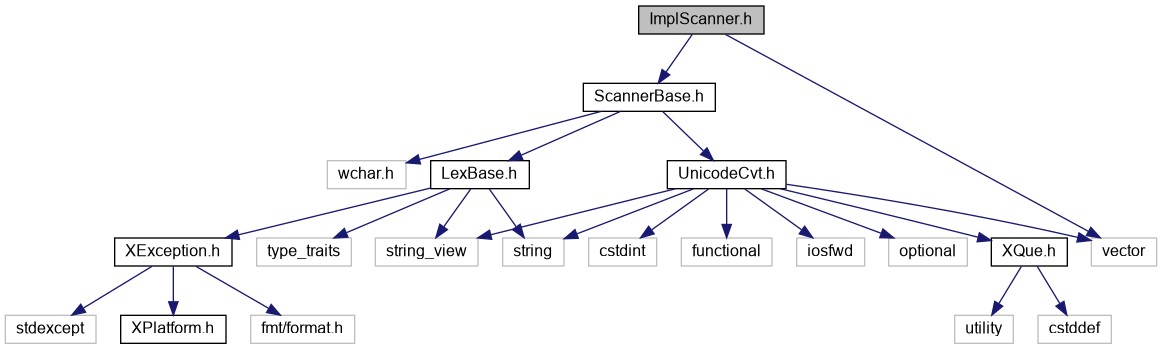 ImplScanner.h
ScannerBase.h
wchar.h
LexBase.h
UnicodeCvt.h
XException.h
type_traits
string_view
string
cstdint
functional
iosfwd
optional
XQue.h
vector
stdexcept
XPlatform.h
fmt/format.h
utility
cstddef